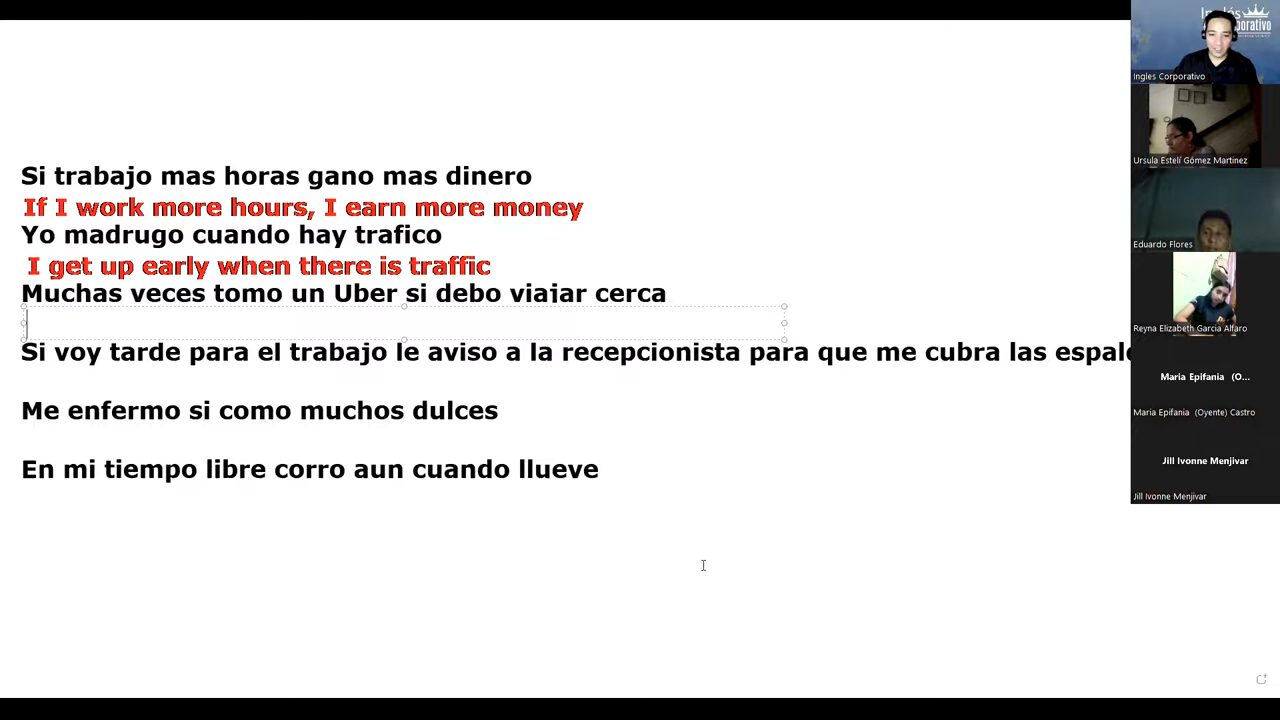 Si trabajo mas horas gano mas dinero
If I work more hours, I earn more money
Yo madrugo cuando hay trafico
I get up early when there is traffic
Muchas veces tomo un Uber si debo viajar cerca
Si voy tarde para el trabajo le aviso a la recepcionista para que me cubra las
Me enfermo si como muchos dulces
En mi tiempo libre corro aun cuando llueve
Ingles Corporativo
Ursula Estelí Gómez Martinez
Eduardo Flores
Reyna Elizabeth Garcia Alfaro
Maria Epifania (O...
Maria Epifania (Oyente) Castro
Jill Ivonne Menjivar
Jill Ivonne Menjivar